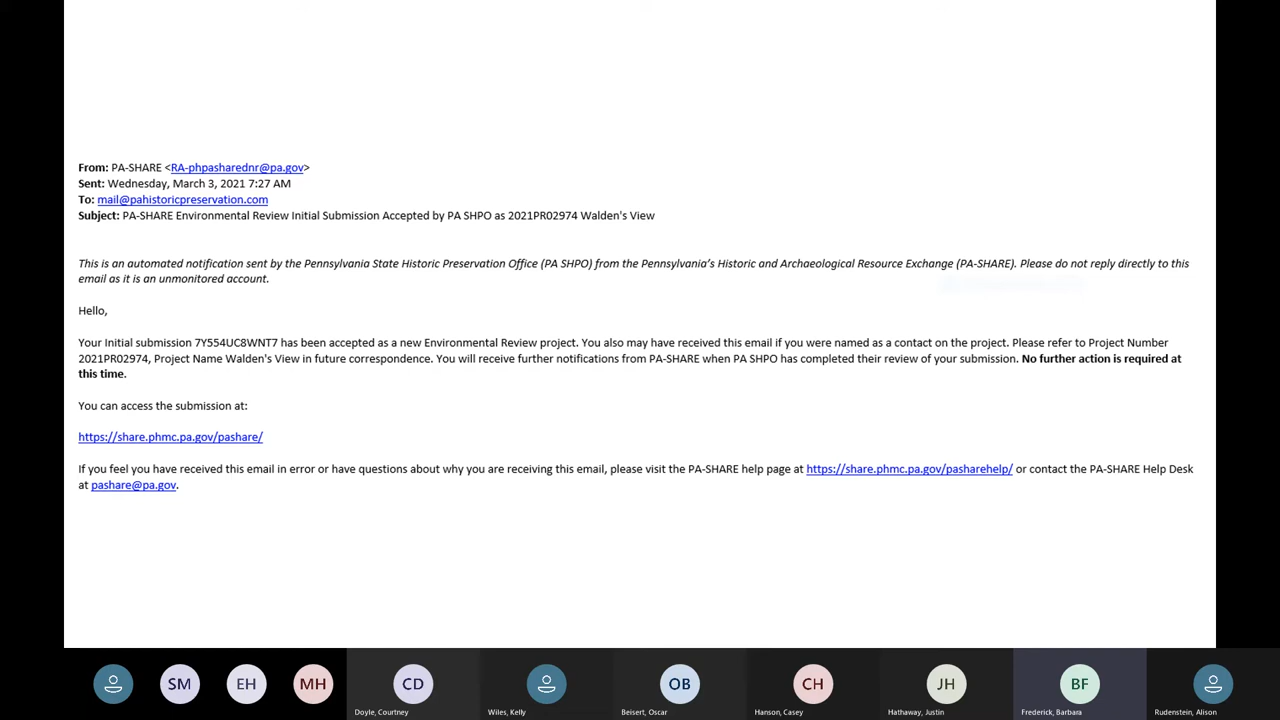 From: PA-SHARE <RA-phpasharednr@pa.gov>
Sent: Wednesday, March 3, 2021 7:27 AM
To: mail@pahistoricpreservation.com
Subject: PA-SHARE Environmental Review Initial Submission Accepted by PA SHPO as 2021PR02974 Walden's View
This is an automated notification sent by the Pennsylvania State Historic Preservation Office (PA SHPO) from the Pennsylvania's Historic and Archaeological Resource Exchange (PA-SHARE). Please do not reply directly to this
email as it is an unmonitored account.
Hello,
Your Initial submission 7Y554UC8WNT7 has been accepted as a new Environmental Review project. You also may have received this email if you were named as a contact on the project. Please refer to Project Number
2021PR02974, Project Name Walden's View in future correspondence. You will receive further notifications from PA-SHARE when PA SHPO has completed their review of your submission. No further action is required at
this time.
You can access the submission at:
https://share.phmc.pa.gov/pashare/
If you feel you have received this email in error or have questions about why you are receiving this email, please visit the PA-SHARE help page at https://share.phmc.pa.gov/pasharehelp/ or contact the PA-SHARE Help Desk
at pashare@pa.gov.
SM EH MH CD OB CH JH BF
Doyle, Courtney Wiles, Kelly Beisert, Oscar Hanson, Casey Hathaway, Justin Frederick, Barbara Rudenstein, Alison